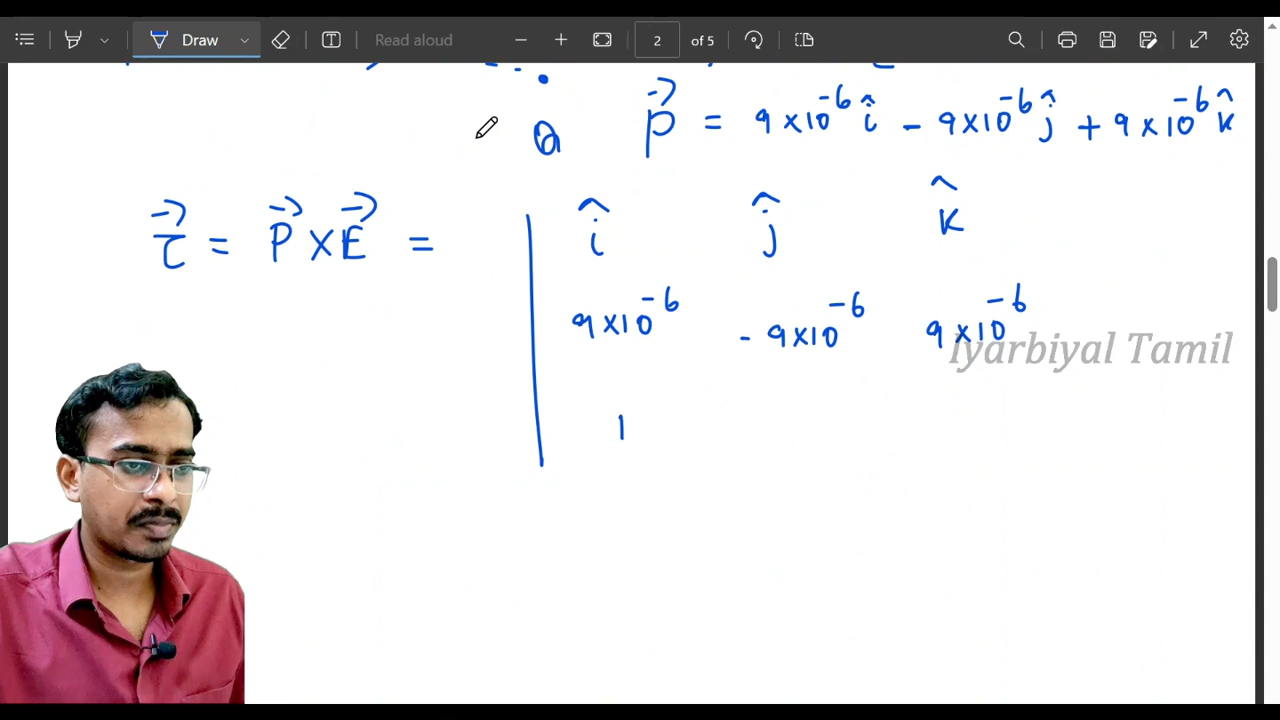 Draw
Read aloud
2 of 5
Q p⃗ = 9×10⁻⁶ î - 9×10⁻⁶ ĵ + 9×10⁻⁶ k̂
τ⃗ = P⃗ × E⃗ = | î ĵ k̂
9×10⁻⁶ - 9×10⁻⁶ 9×10⁻⁶
Iyarbiyal Tamil
1